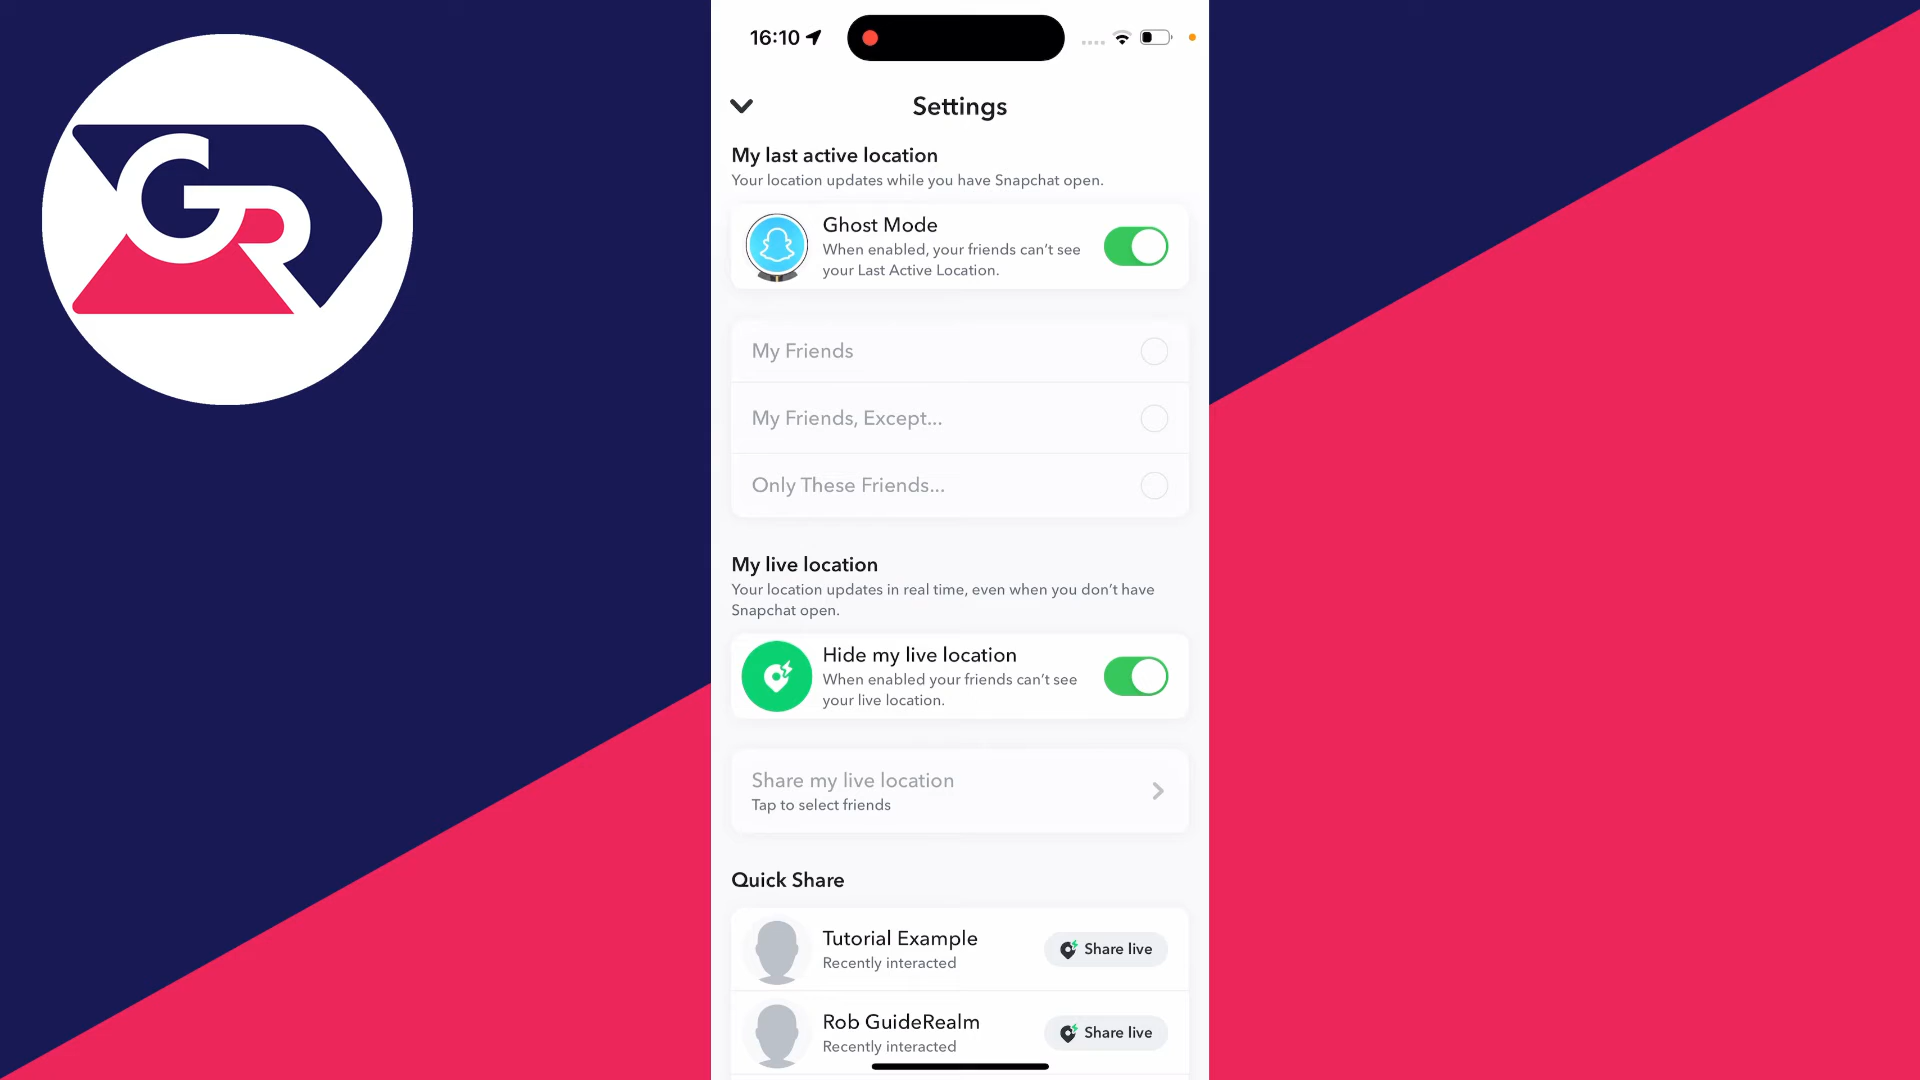 GR
16:10
Settings
My last active location
Your location updates while you have Snapchat open.
Ghost Mode
When enabled, your friends can’t see
your Last Active Location.
My Friends
My Friends, Except...
Only These Friends...
My live location
Your location updates in real time, even when you don’t have
Snapchat open.
Hide my live location
When enabled your friends can’t see
your live location.
Share my live location
Tap to select friends
Quick Share
Tutorial Example
Recently interacted
Share live
Rob GuideRealm
Recently interacted
Share live